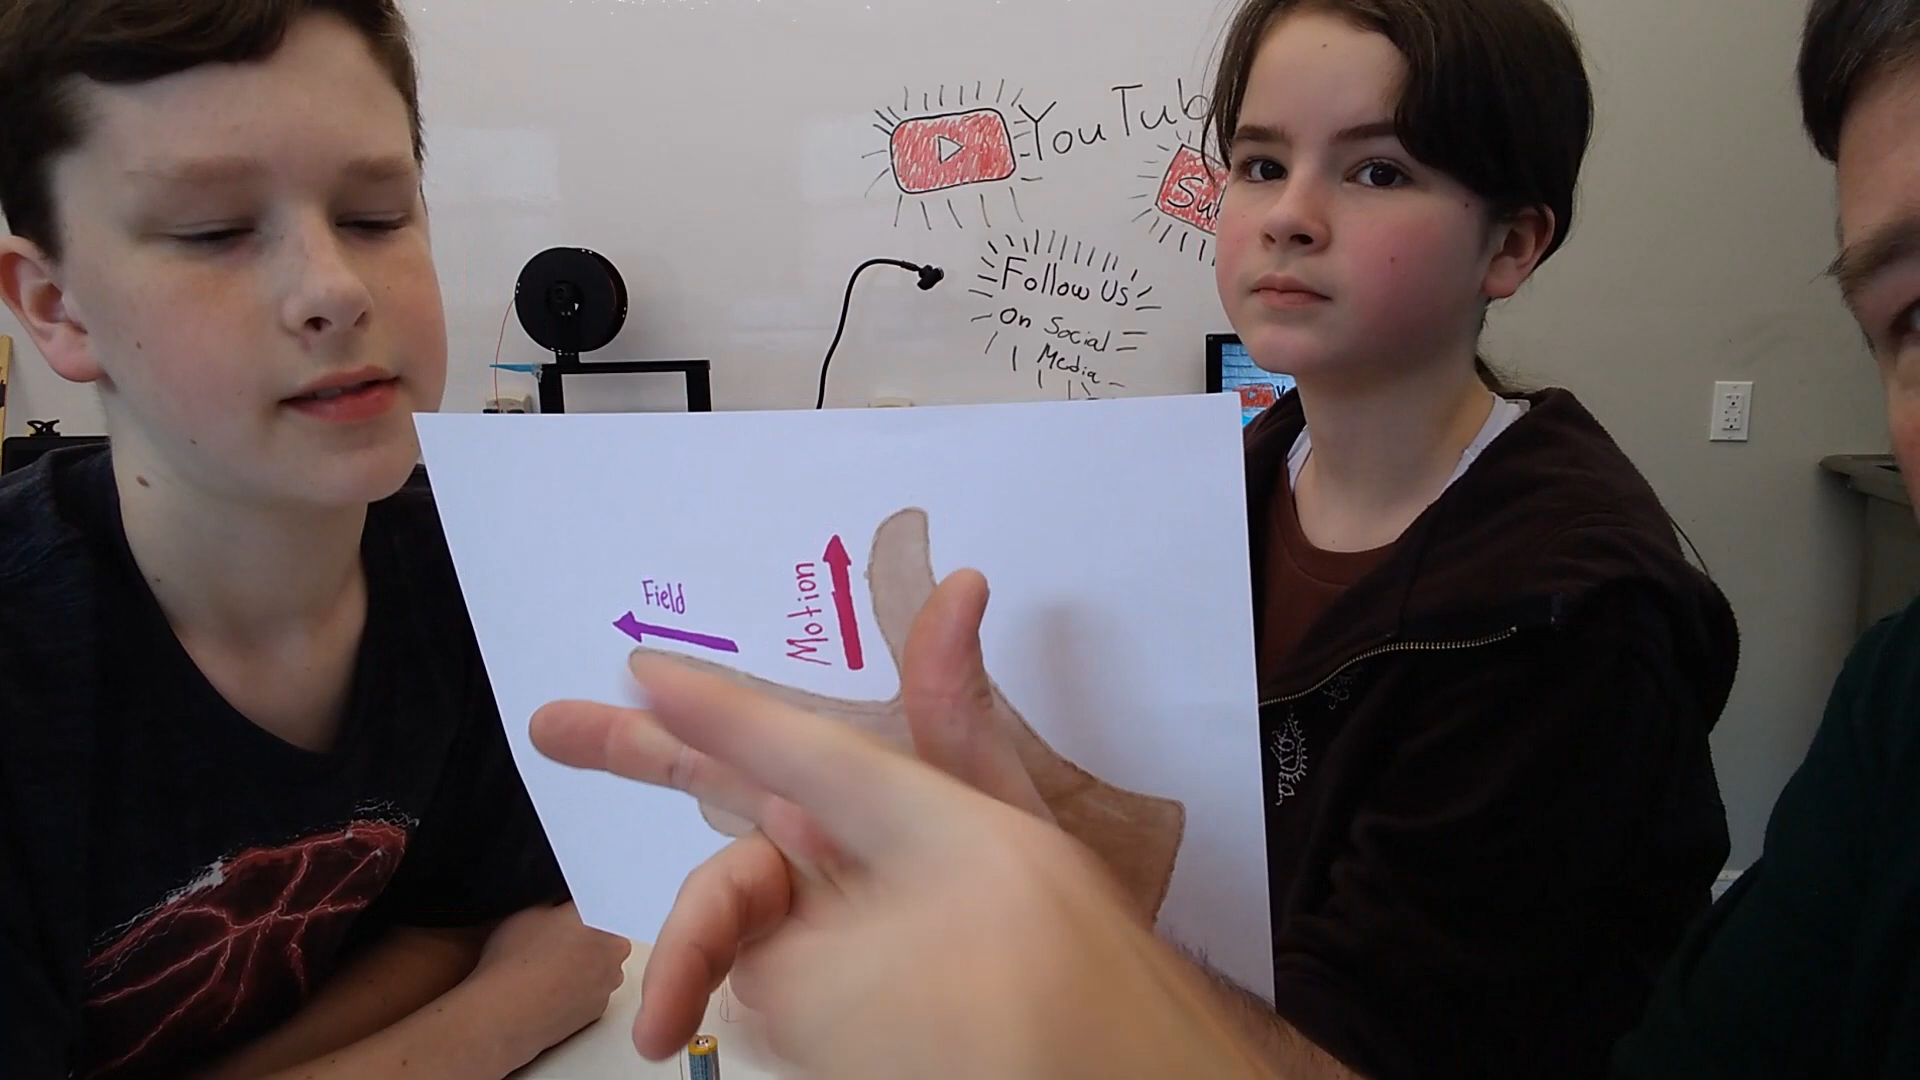 YouTub
Su
Follow Us
On Social
Media
Field
Motion